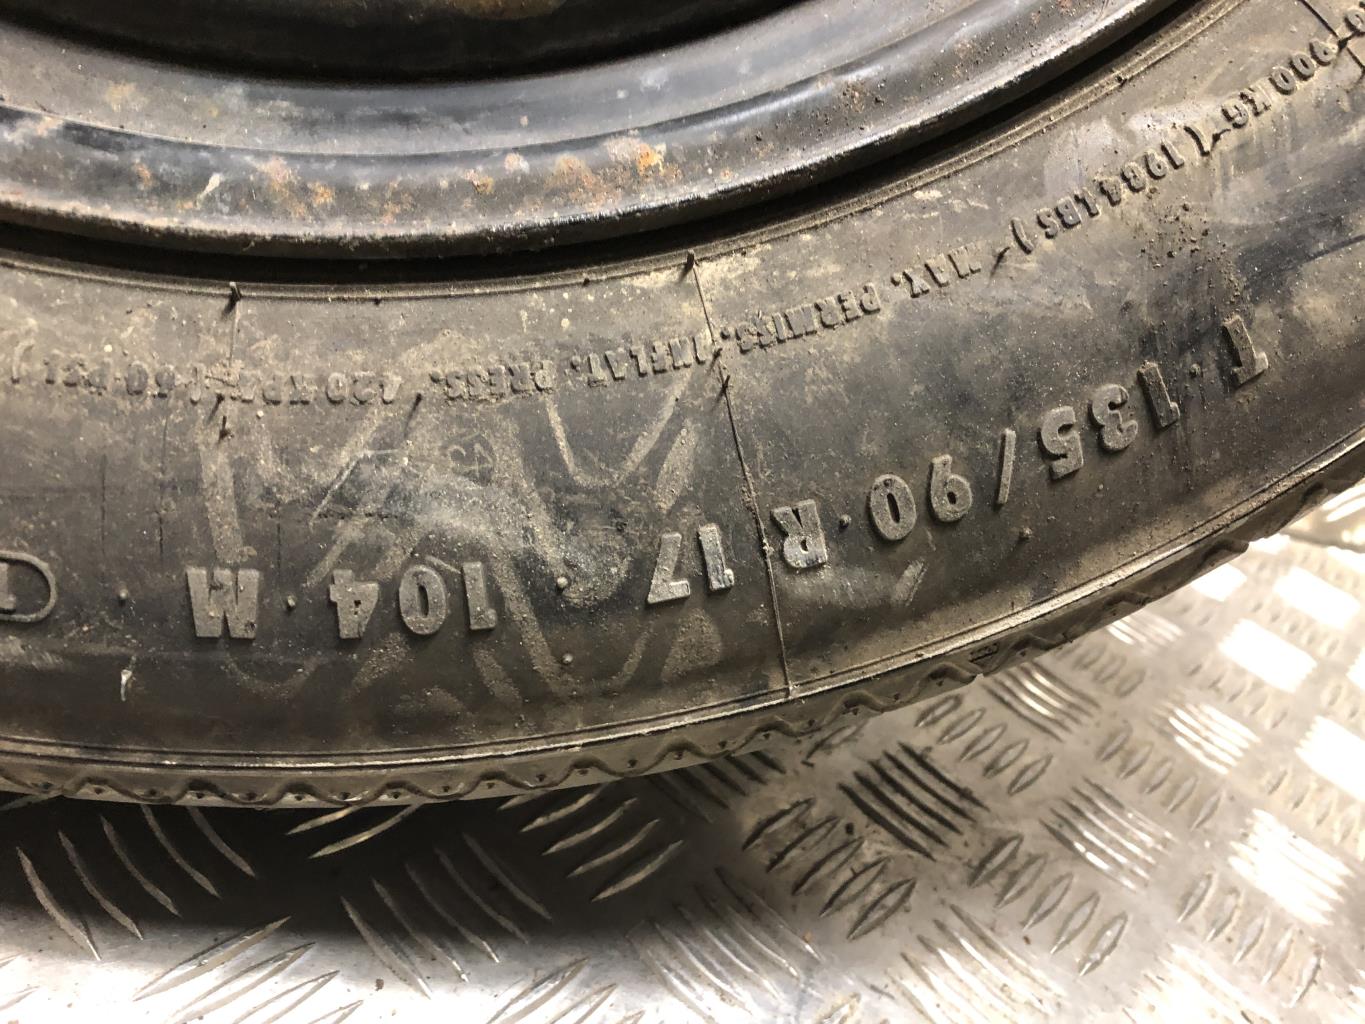 T·135/90·R 17 · 104·M
900 KG ( 1984 LBS ) MAX. PERMISS. INFLAT. PRESS. 420 KPA ( 60 PSI )